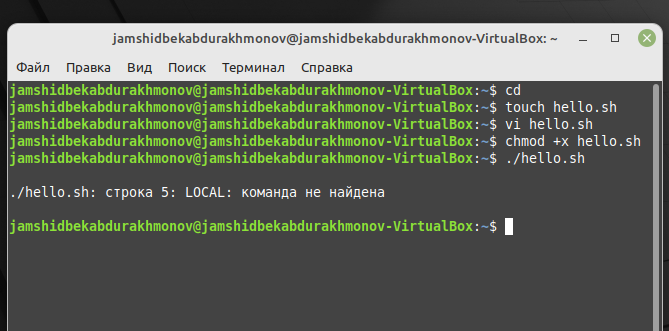 jamshidbekabdurakhmonov@jamshidbekabdurakhmonov-VirtualBox: ~
Файл Правка Вид Поиск Терминал Справка
jamshidbekabdurakhmonov@jamshidbekabdurakhmonov-VirtualBox:~$ cd
jamshidbekabdurakhmonov@jamshidbekabdurakhmonov-VirtualBox:~$ touch hello.sh
jamshidbekabdurakhmonov@jamshidbekabdurakhmonov-VirtualBox:~$ vi hello.sh
jamshidbekabdurakhmonov@jamshidbekabdurakhmonov-VirtualBox:~$ chmod +x hello.sh
jamshidbekabdurakhmonov@jamshidbekabdurakhmonov-VirtualBox:~$ ./hello.sh
./hello.sh: строка 5: LOCAL: команда не найдена
jamshidbekabdurakhmonov@jamshidbekabdurakhmonov-VirtualBox:~$